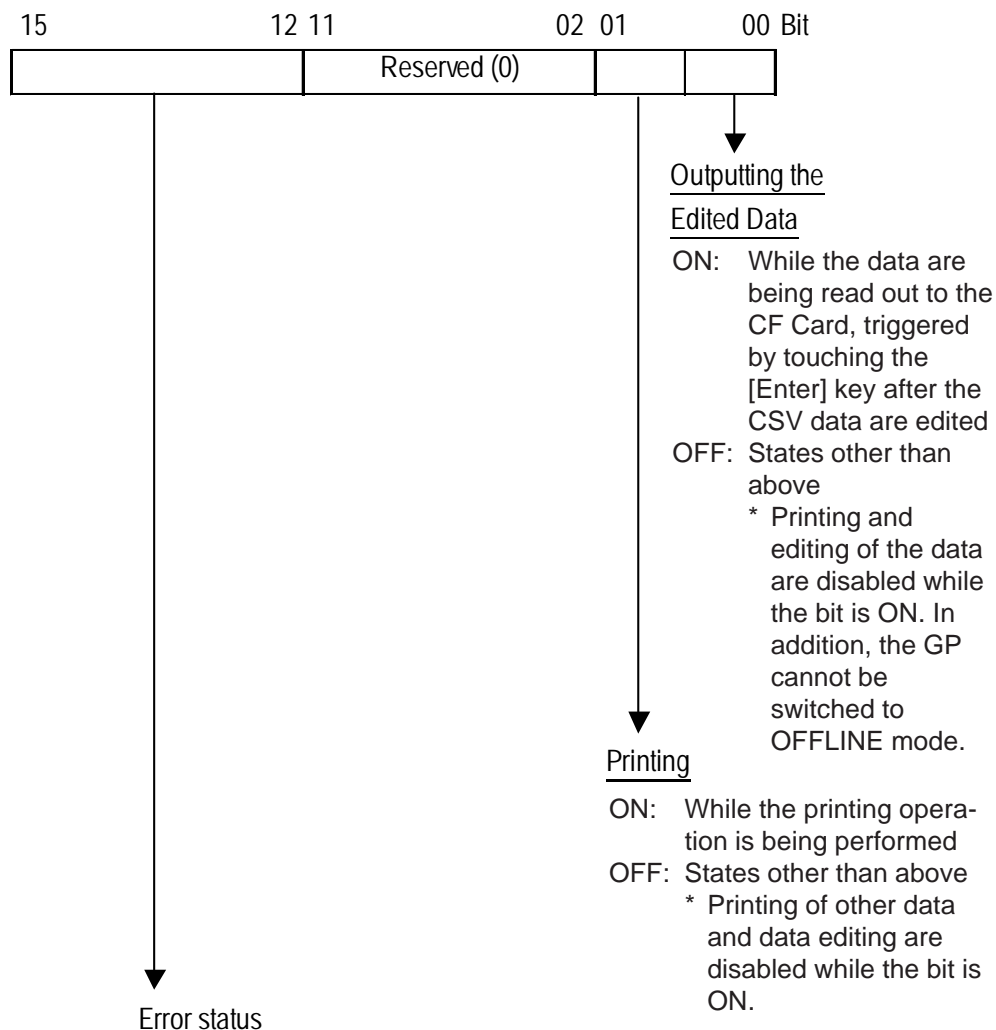 15 12 11 02 01 00 Bit
Reserved (0)
Outputting the
Edited Data
ON: While the data are
being read out to the
CF Card, triggered
by touching the
[Enter] key after the
CSV data are edited
OFF: States other than
above
* Printing and
editing of the data
are disabled while
the bit is ON. In
addition, the GP
cannot be
switched to
OFFLINE mode.
Printing
ON: While the printing opera-
tion is being performed
OFF: States other than above
* Printing of other data
and data editing are
disabled while the bit is
ON.
Error status